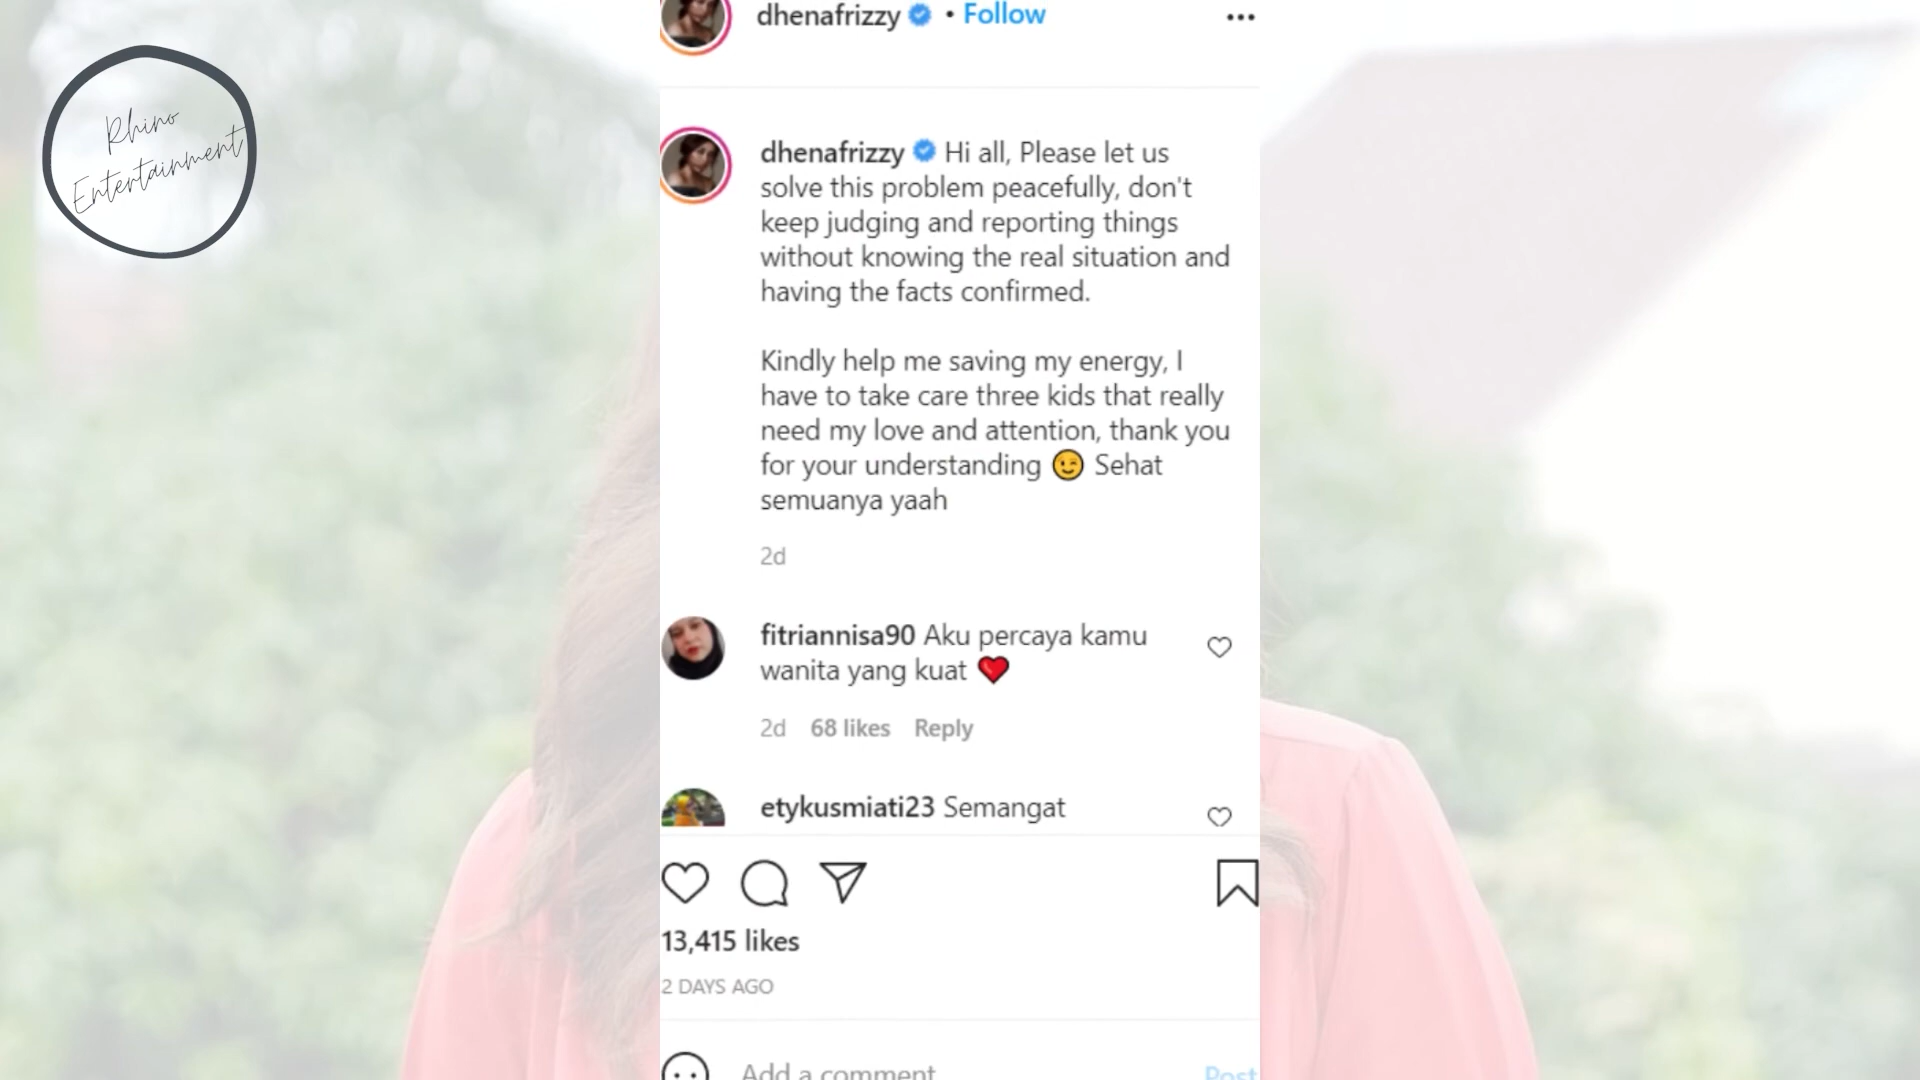 Rhino
Entertainment
dhenafrizzy • Follow
dhenafrizzy Hi all, Please let us
solve this problem peacefully, don't
keep judging and reporting things
without knowing the real situation and
having the facts confirmed.
Kindly help me saving my energy, I
have to take care three kids that really
need my love and attention, thank you
for your understanding 😉 Sehat
semuanya yaah
2d
fitriannisa90 Aku percaya kamu
wanita yang kuat ❤️
2d 68 likes Reply
etykusmiati23 Semangat
13,415 likes
2 DAYS AGO
Add a comment
Post